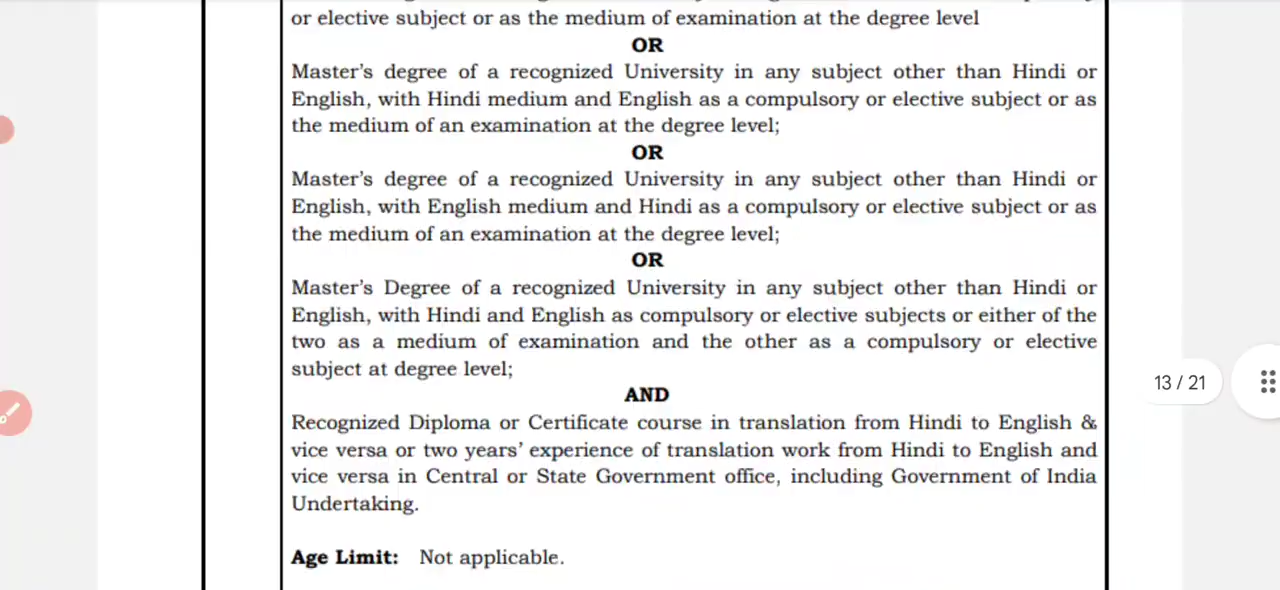 or elective subject or as the medium of examination at the degree level
OR
Master’s degree of a recognized University in any subject other than Hindi or
English, with Hindi medium and English as a compulsory or elective subject or as
the medium of an examination at the degree level;
OR
Master’s degree of a recognized University in any subject other than Hindi or
English, with English medium and Hindi as a compulsory or elective subject or as
the medium of an examination at the degree level;
OR
Master’s Degree of a recognized University in any subject other than Hindi or
English, with Hindi and English as compulsory or elective subjects or either of the
two as a medium of examination and the other as a compulsory or elective
subject at degree level;
AND
Recognized Diploma or Certificate course in translation from Hindi to English &
vice versa or two years’ experience of translation work from Hindi to English and
vice versa in Central or State Government office, including Government of India
Undertaking.
Age Limit: Not applicable.
13 / 21